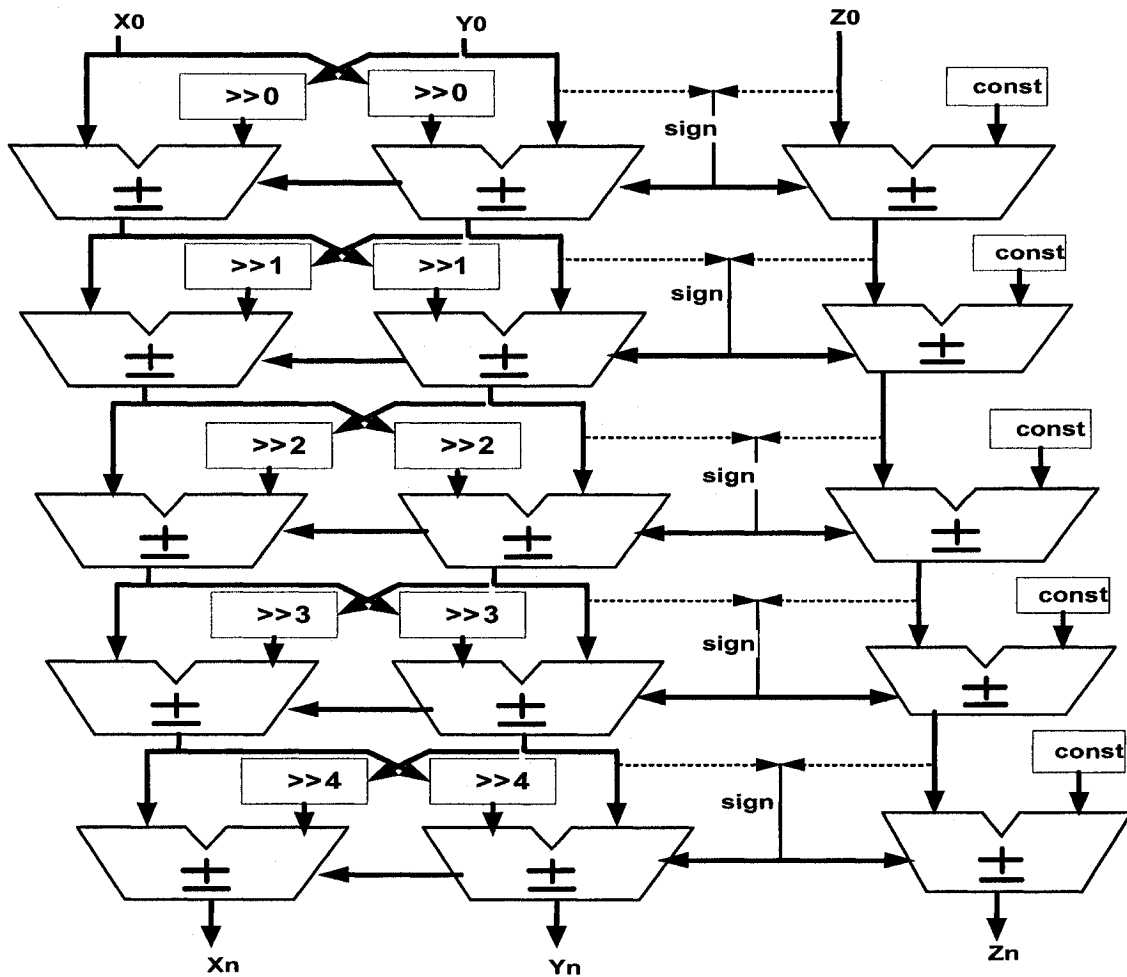 X0 Y0 Z0
>>0 >>0 const
sign
± ± ±
>>1 >>1 const
sign
± ± ±
>>2 >>2 const
sign
± ± ±
>>3 >>3 const
sign
± ± ±
>>4 >>4 const
sign
± ± ±
Xn Yn Zn